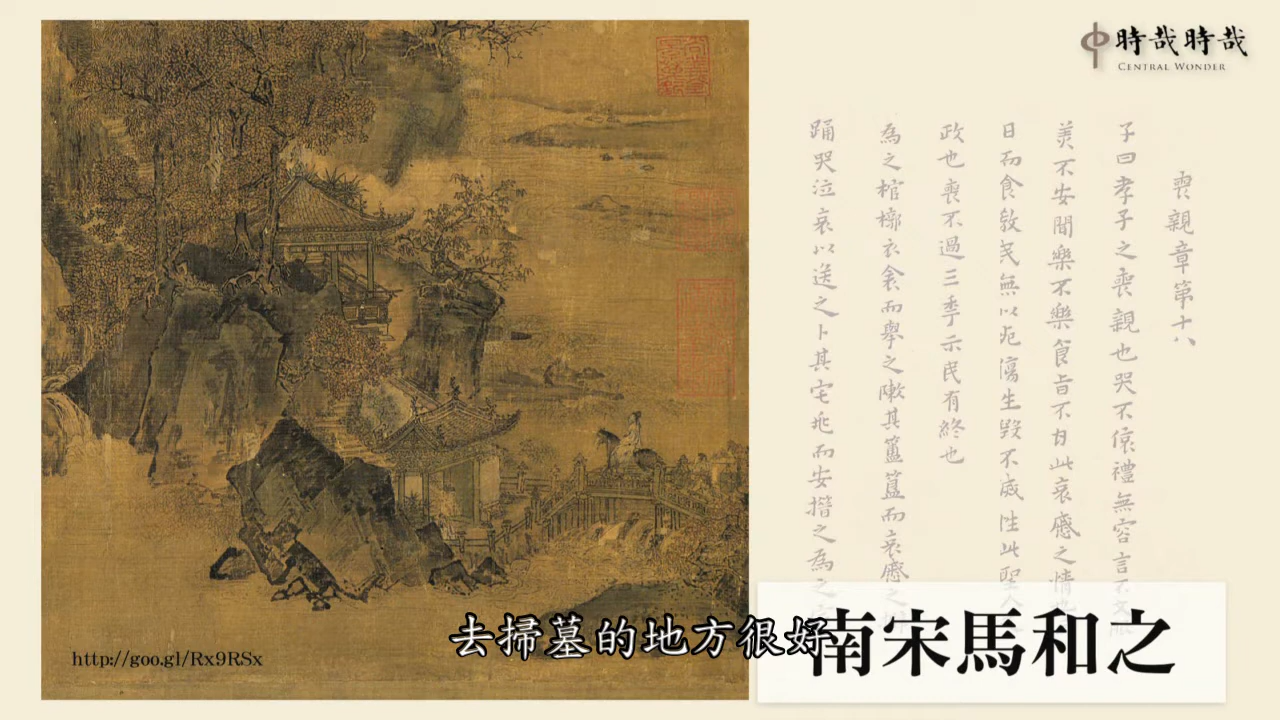 時哉時哉
CENTRAL WONDER
喪親章第十八
子曰孝子之喪親也哭不偯禮無容言不文服
美不安聞樂不樂食旨不甘此哀慼之情也
日而食教民無以死傷生毀不滅性此聖人
政也喪不過三季示民有終也
為之棺槨衣衾而舉之陳其簠簋而哀慼之
踊哭泣哀以送之卜其宅兆而安措之為之宗
http://goo.gl/Rx9RSx
去掃墓的地方很好
南宋馬和之